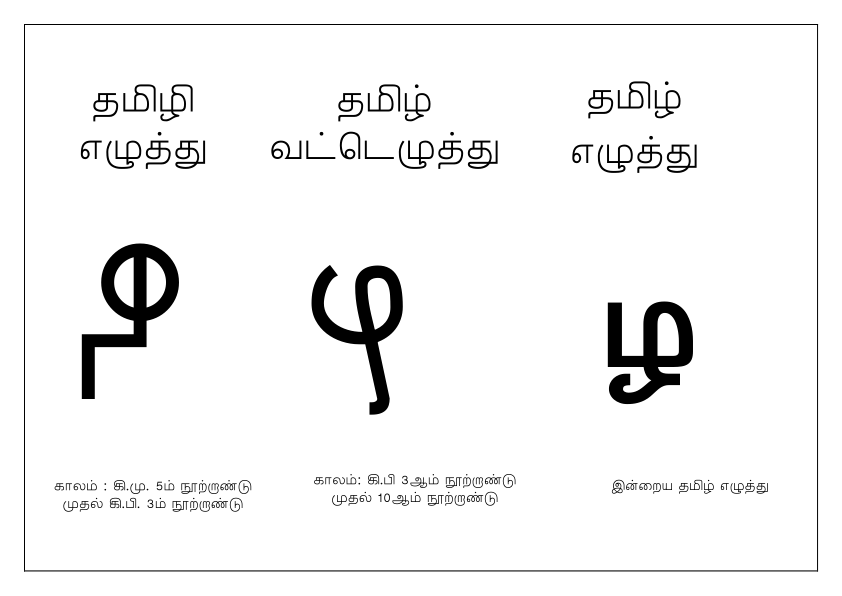 தமிழி
எழுத்து
தமிழ்
வட்டெழுத்து
தமிழ்
எழுத்து
ழ
காலம் : கி.மு. 5ம் நூற்றாண்டு
முதல் கி.பி. 3ம் நூற்றாண்டு
காலம்: கி.பி 3ஆம் நூற்றாண்டு
முதல் 10ஆம் நூற்றாண்டு
இன்றைய தமிழ் எழுத்து